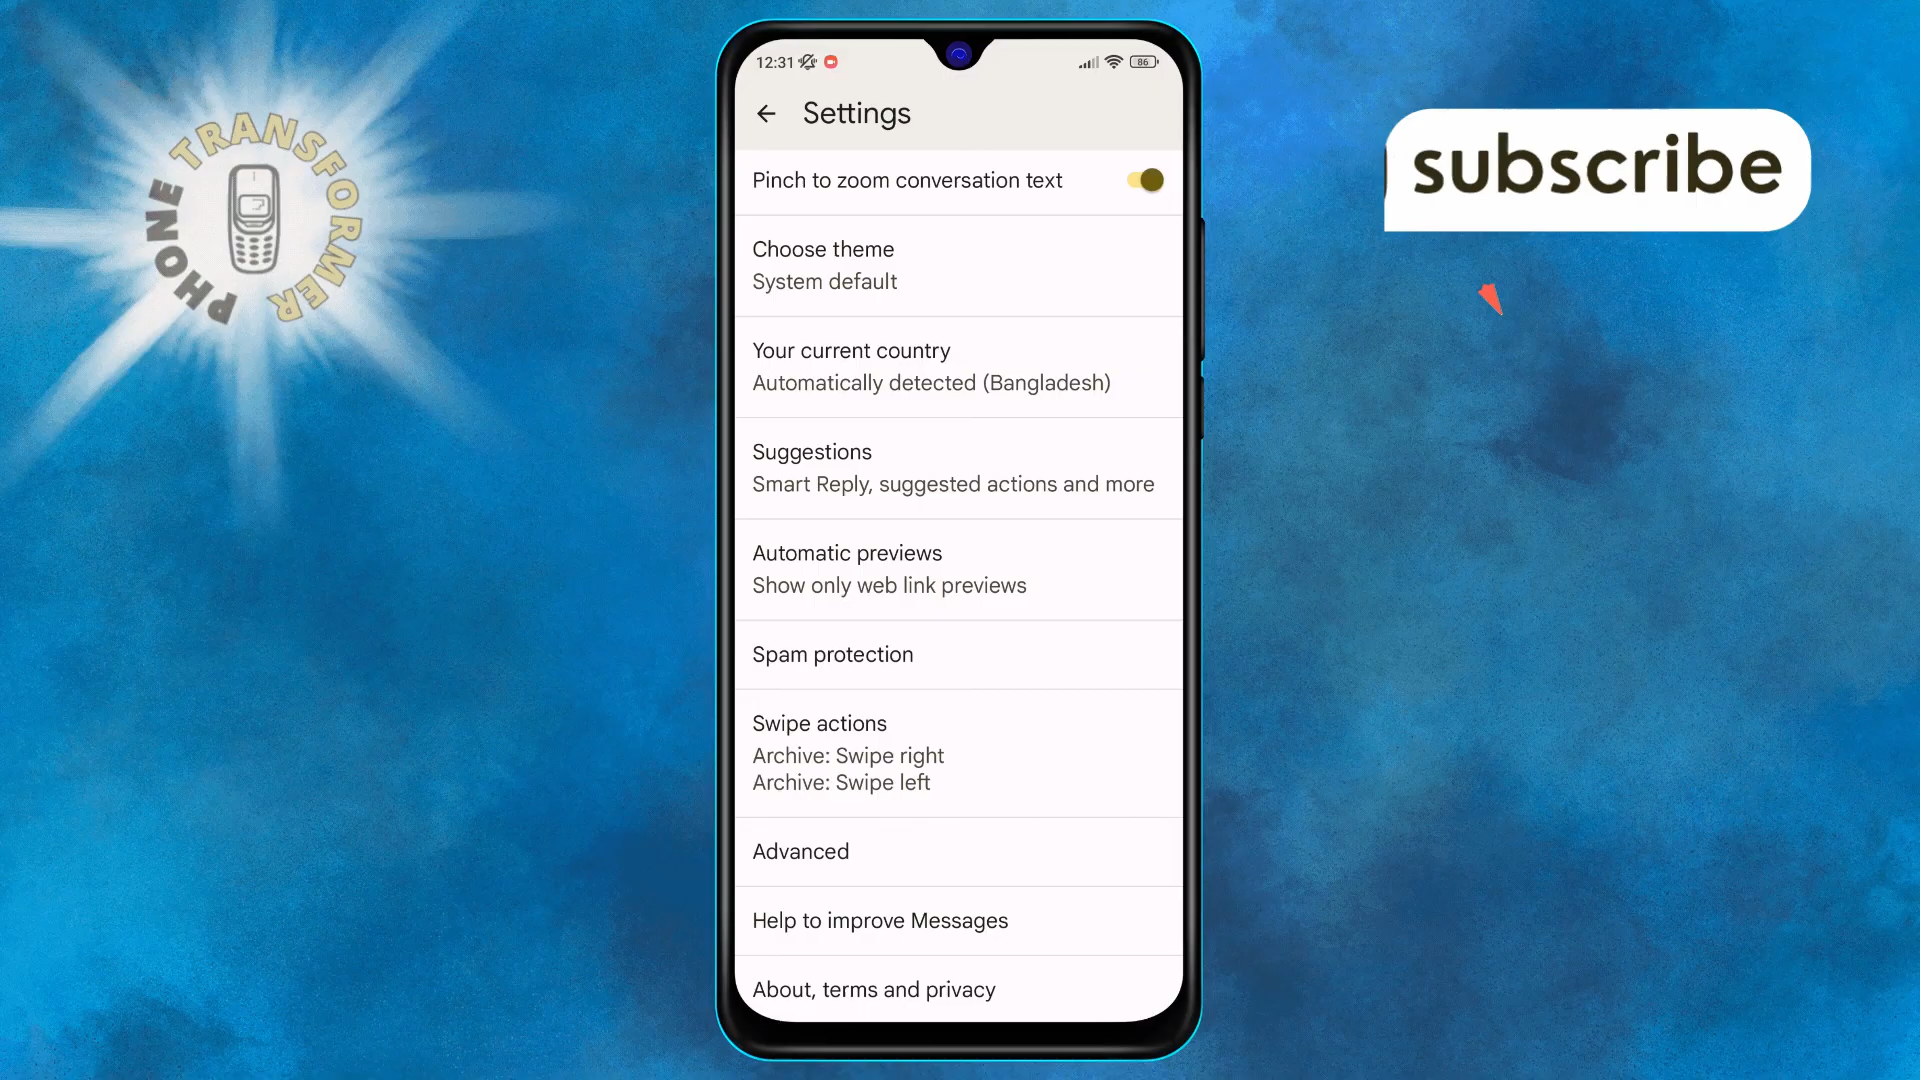 PHONE TRANSFORMER
subscribe
12:31
86
Settings
Pinch to zoom conversation text
Choose theme
System default
Your current country
Automatically detected (Bangladesh)
Suggestions
Smart Reply, suggested actions and more
Automatic previews
Show only web link previews
Spam protection
Swipe actions
Archive: Swipe right
Archive: Swipe left
Advanced
Help to improve Messages
About, terms and privacy